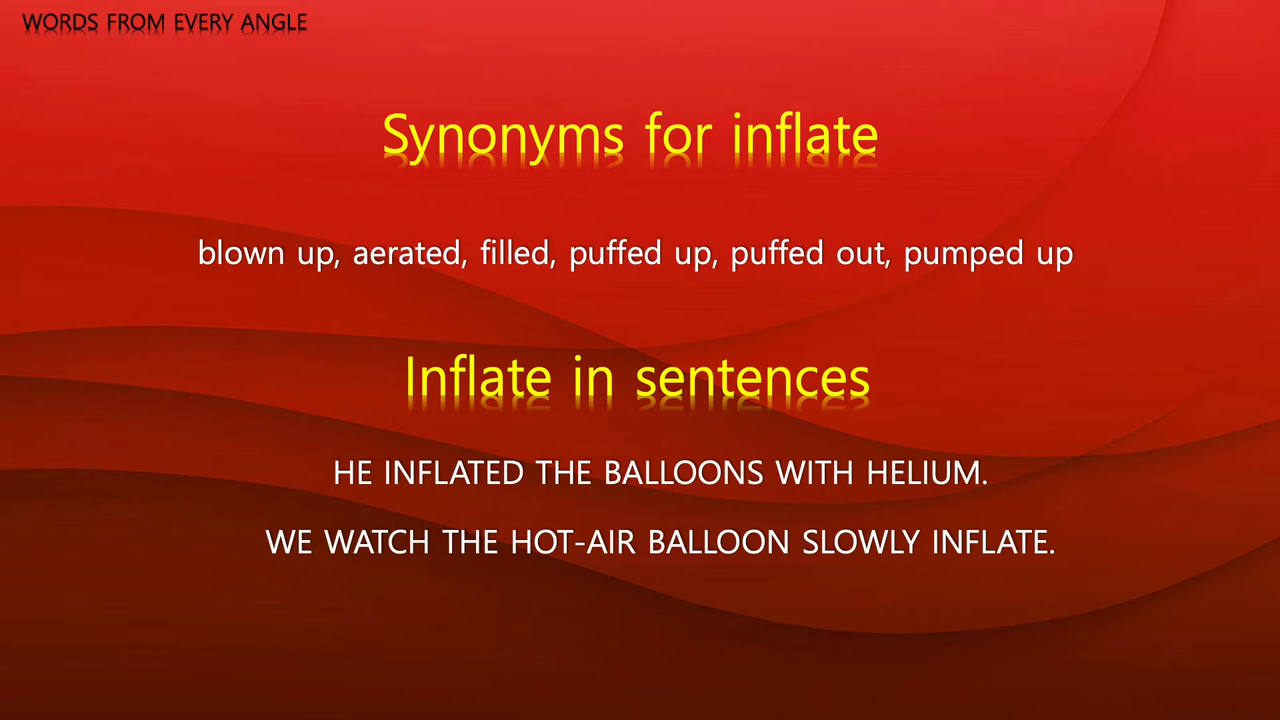 WORDS FROM EVERY ANGLE
Synonyms for inflate
blown up, aerated, filled, puffed up, puffed out, pumped up
Inflate in sentences
HE INFLATED THE BALLOONS WITH HELIUM.
WE WATCH THE HOT-AIR BALLOON SLOWLY INFLATE.